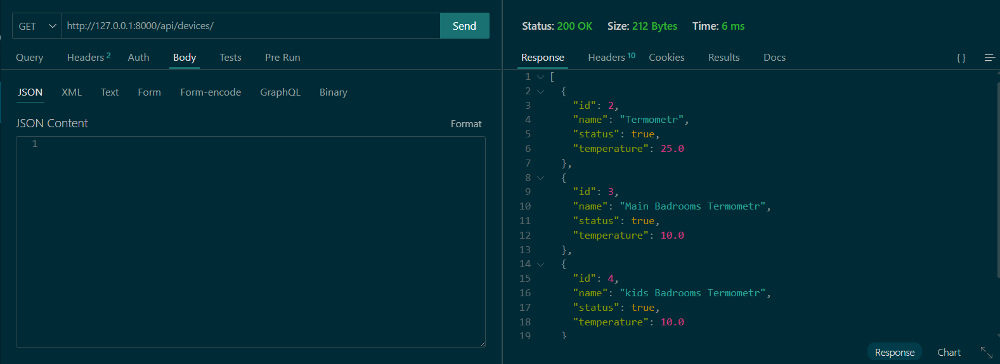 GET http://127.0.0.1:8000/api/devices/ Send
Query Headers 2 Auth Body Tests Pre Run
JSON XML Text Form Form-encode GraphQL Binary
JSON Content Format
1
Status: 200 OK Size: 212 Bytes Time: 6 ms
Response Headers 10 Cookies Results Docs { }
1 [
2 {
3 "id": 2,
4 "name": "Termometr",
5 "status": true,
6 "temperature": 25.0
7 },
8 {
9 "id": 3,
10 "name": "Main Badrooms Termometr",
11 "status": true,
12 "temperature": 10.0
13 },
14 {
15 "id": 4,
16 "name": "kids Badrooms Termometr",
17 "status": true,
18 "temperature": 10.0
19 }
Response Chart